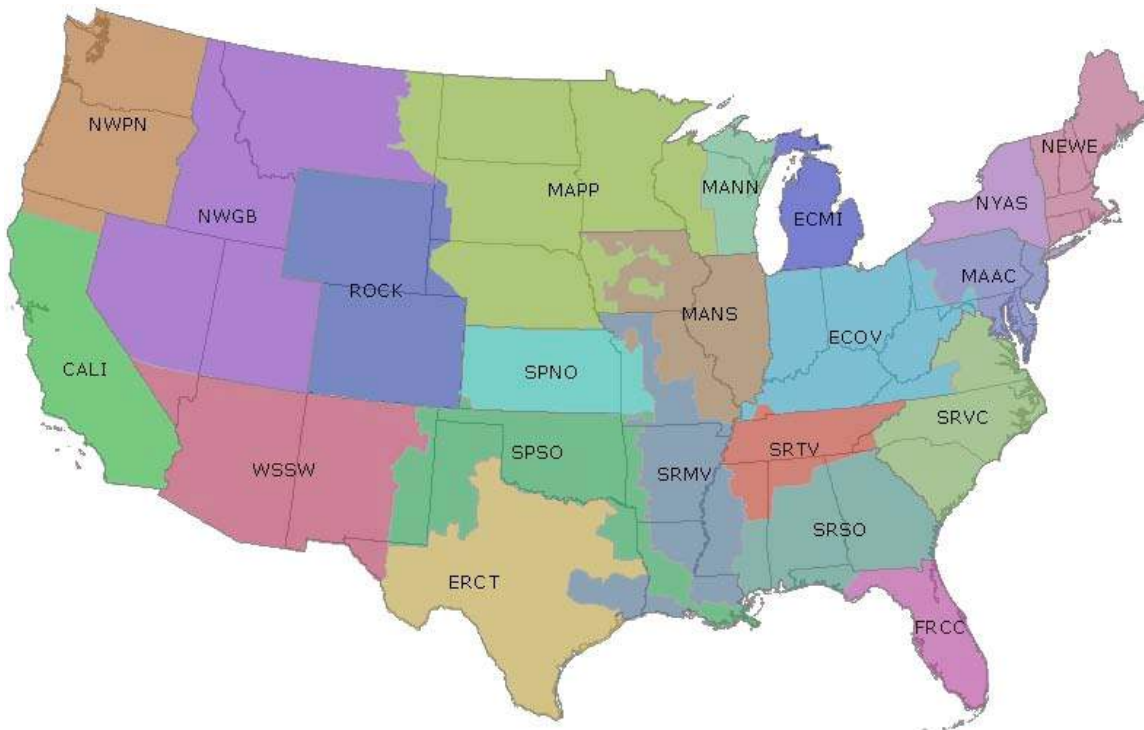 NWPN
NEWE
MAPP
MANN
NYAS
NWGB
ECMI
MAAC
ROCK
MANS
ECOV
CALI
SPNO
SRVC
SPSO
SRTV
WSSW
SRMV
SRSO
ERCT
FRCC